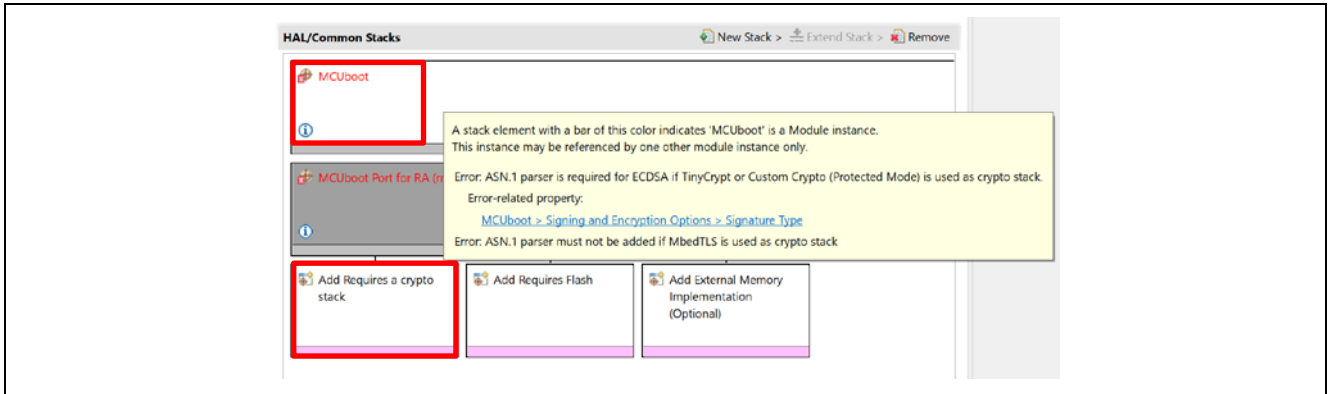 HAL/Common Stacks
New Stack > Extend Stack > Remove
MCUboot
A stack element with a bar of this color indicates 'MCUboot' is a Module instance.
This instance may be referenced by one other module instance only.
MCUboot Port for RA (
Error: ASN.1 parser is required for ECDSA if TinyCrypt or Custom Crypto (Protected Mode) is used as crypto stack.
Error-related property:
MCUboot > Signing and Encryption Options > Signature Type
Error: ASN.1 parser must not be added if MbedTLS is used as crypto stack
Add Requires a crypto
stack
Add Requires Flash
Add External Memory
Implementation
(Optional)